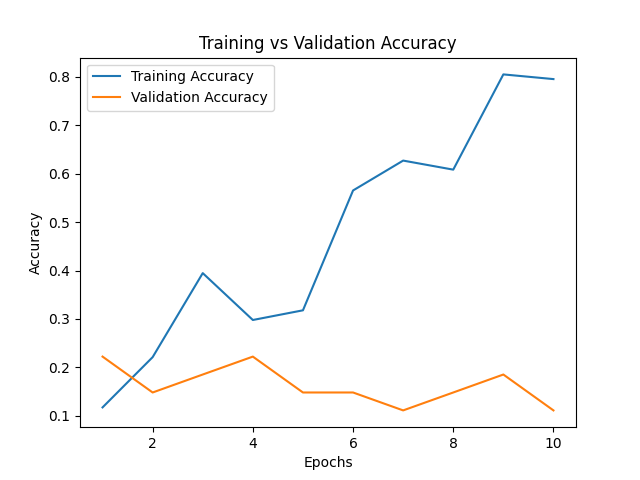 Training vs Validation Accuracy
Training Accuracy
Validation Accuracy
0.8
0.7
0.6
0.5
0.4
0.3
0.2
0.1
Accuracy
2 4 6 8 10
Epochs